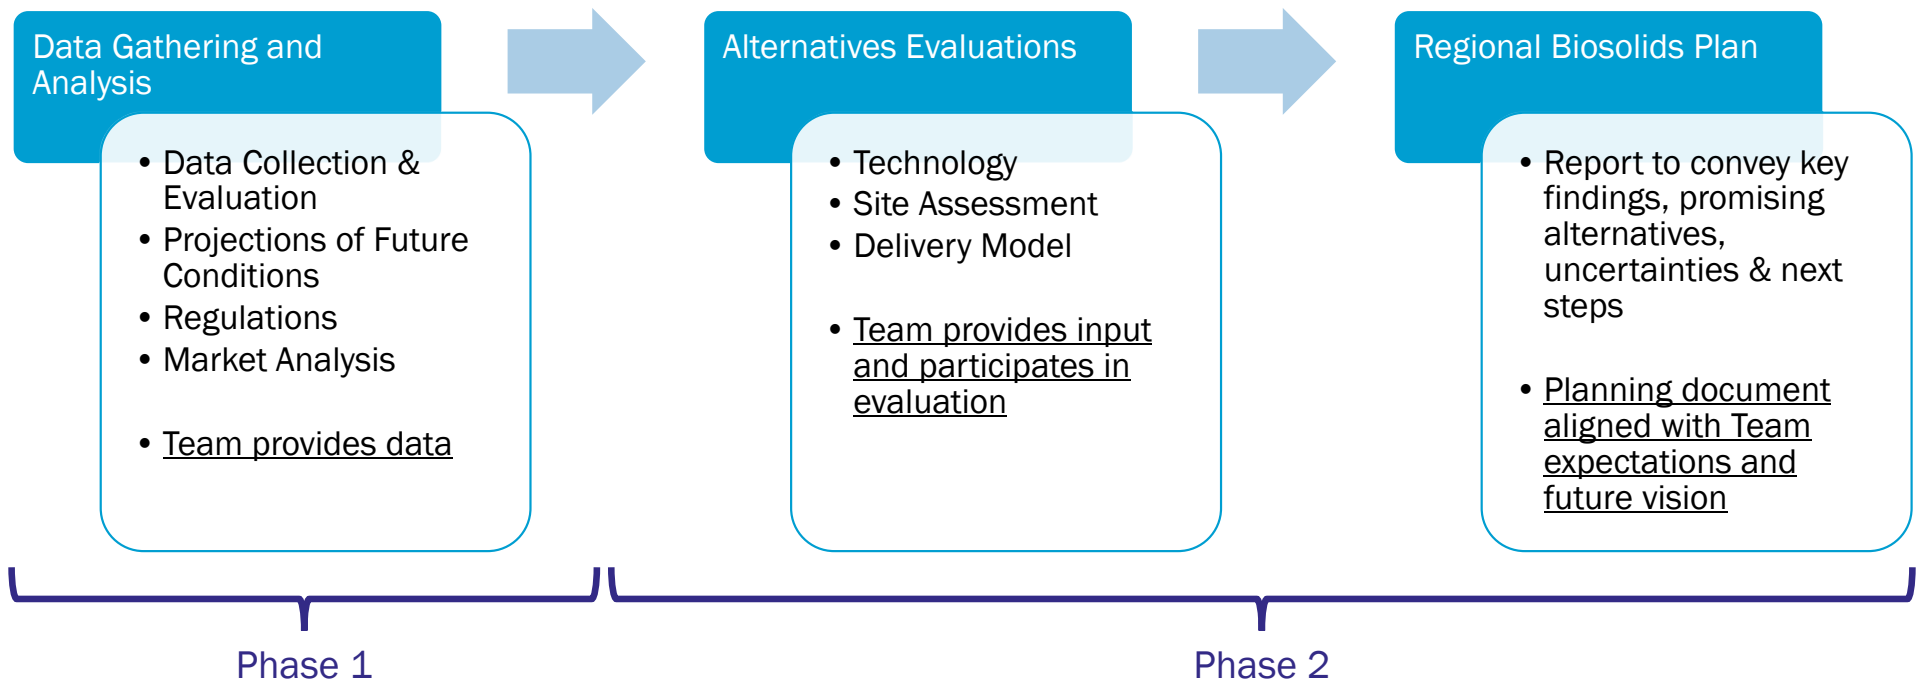 Data Gathering and
Analysis
• Data Collection &
Evaluation
• Projections of Future
Conditions
• Regulations
• Market Analysis
• Team provides data
Alternatives Evaluations
• Technology
• Site Assessment
• Delivery Model
• Team provides input
and participates in
evaluation
Regional Biosolids Plan
• Report to convey key
findings, promising
alternatives,
uncertainties & next
steps
• Planning document
aligned with Team
expectations and
future vision
Phase 1
Phase 2